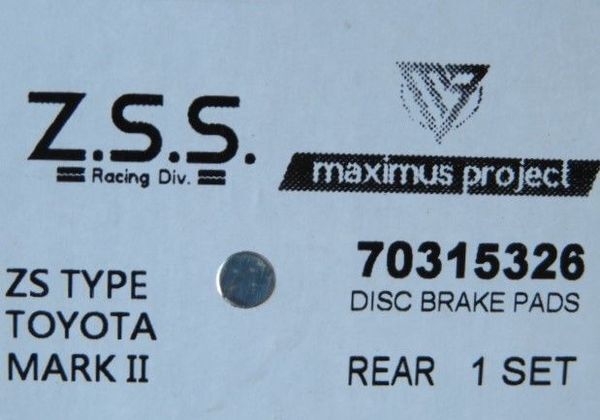 Z.S.S.
Racing Div.
maximus project
70315326
DISC BRAKE PADS
ZS TYPE
TOYOTA
MARK II
REAR 1 SET